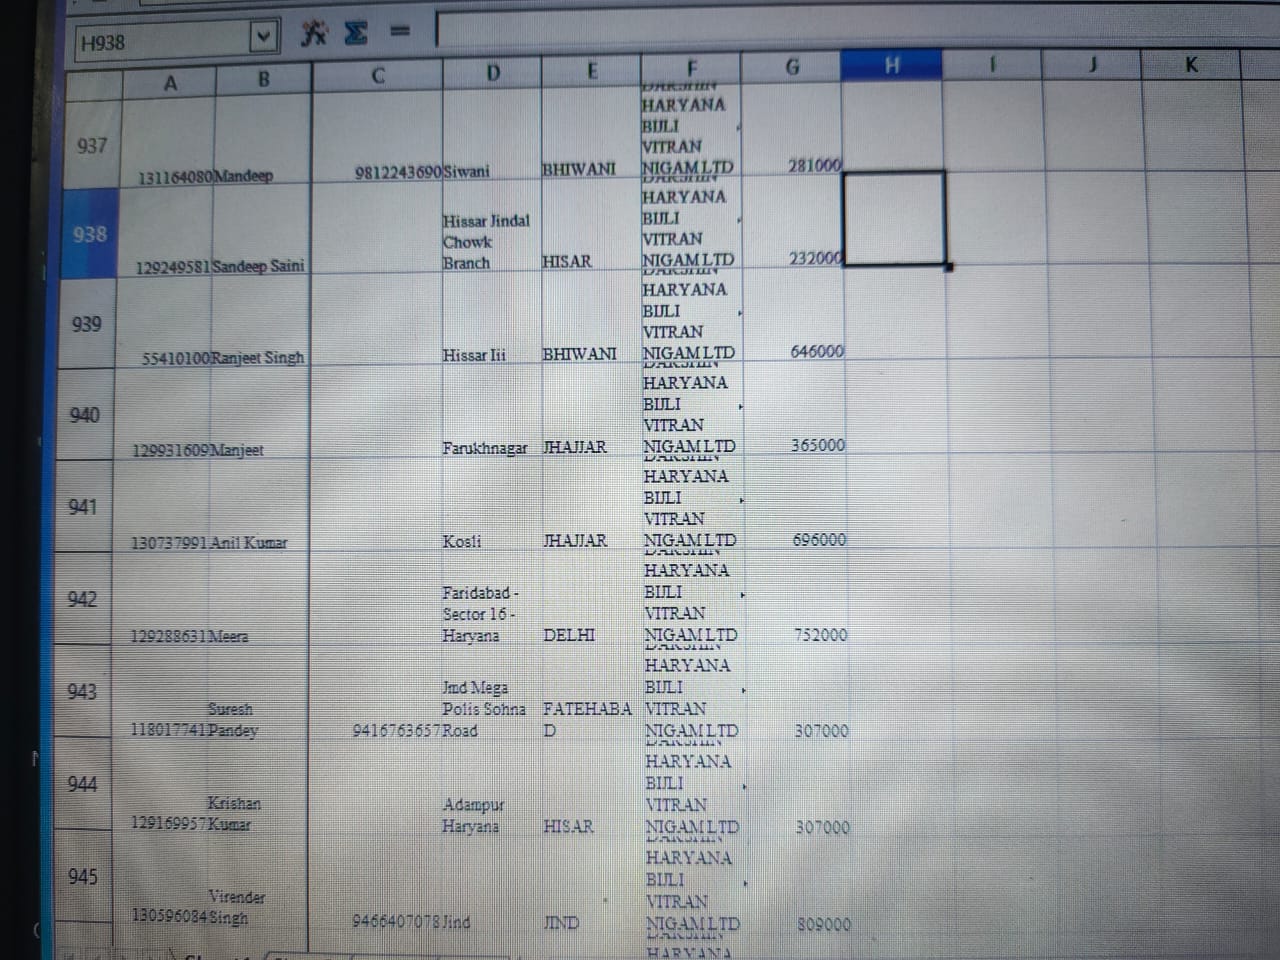 H938
A B C D E F G H I J K
937 131164080 Mandeep 9812243690 Siwani BHIWANI HARYANA BIJLI VITRAN NIGAM LTD 281000
938 129249581 Sandeep Saini Hissar Jindal Chowk Branch HISAR HARYANA BIJLI VITRAN NIGAM LTD 232000
939 55410100 Ranjeet Singh Hissar Iii BHIWANI HARYANA BIJLI VITRAN NIGAM LTD 646000
940 129931609 Manjeet Farukhnagar JHAJJAR HARYANA BIJLI VITRAN NIGAM LTD 365000
941 130737991 Anil Kumar Kosli JHAJJAR HARYANA BIJLI VITRAN NIGAM LTD 696000
942 129288631 Meera Faridabad - Sector 16 - Haryana DELHI HARYANA BIJLI VITRAN NIGAM LTD 752000
943 118017741 Suresh Pandey 9416763657 Jmd Mega Polis Sohna Road FATEHABA D HARYANA BIJLI VITRAN NIGAM LTD 307000
944 129169957 Krishan Kumar Adampur Haryana HISAR HARYANA BIJLI VITRAN NIGAM LTD 307000
945 130596084 Virender Singh 9466407078 Jind JIND HARYANA BIJLI VITRAN NIGAM LTD 809000
HARYANA